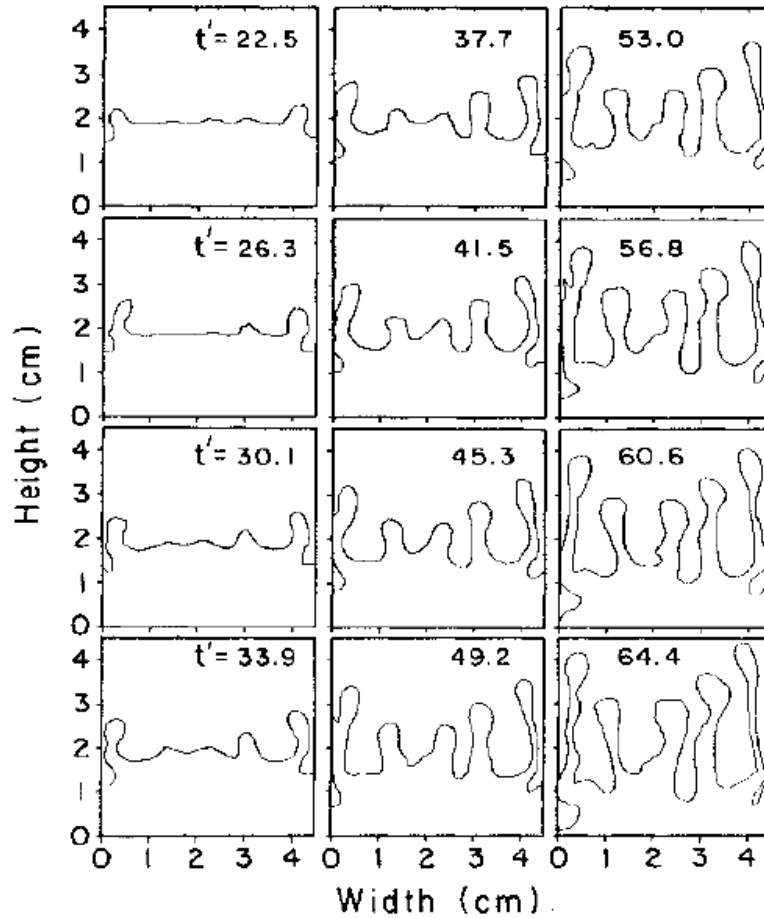 t' = 22.5 37.7 53.0
4
3
2
1
0
t' = 26.3 41.5 56.8
4
3
2
1
0
t' = 30.1 45.3 60.6
4
3
2
1
0
t' = 33.9 49.2 64.4
4
3
2
1
0
Height (cm)
0 1 2 3 4 0 1 2 3 4 0 1 2 3 4
Width (cm)